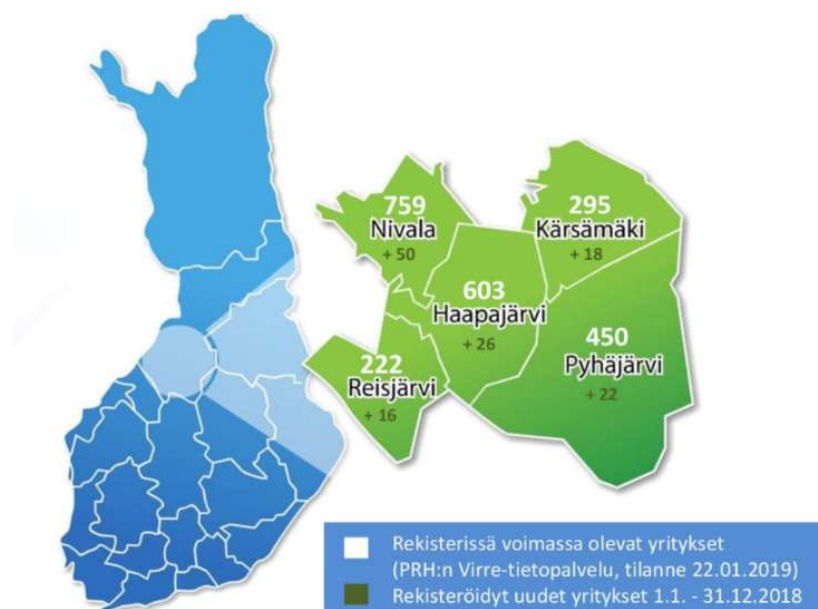 759
Nivala
+ 50
295
Kärsämäki
+ 18
603
Haapajärvi
+ 26
450
Pyhäjärvi
+ 22
222
Reisjärvi
+ 16
Rekisterissä voimassa olevat yritykset
(PRH:n Virre-tietopalvelu, tilanne 22.01.2019)
Rekisteröidyt uudet yritykset 1.1. - 31.12.2018